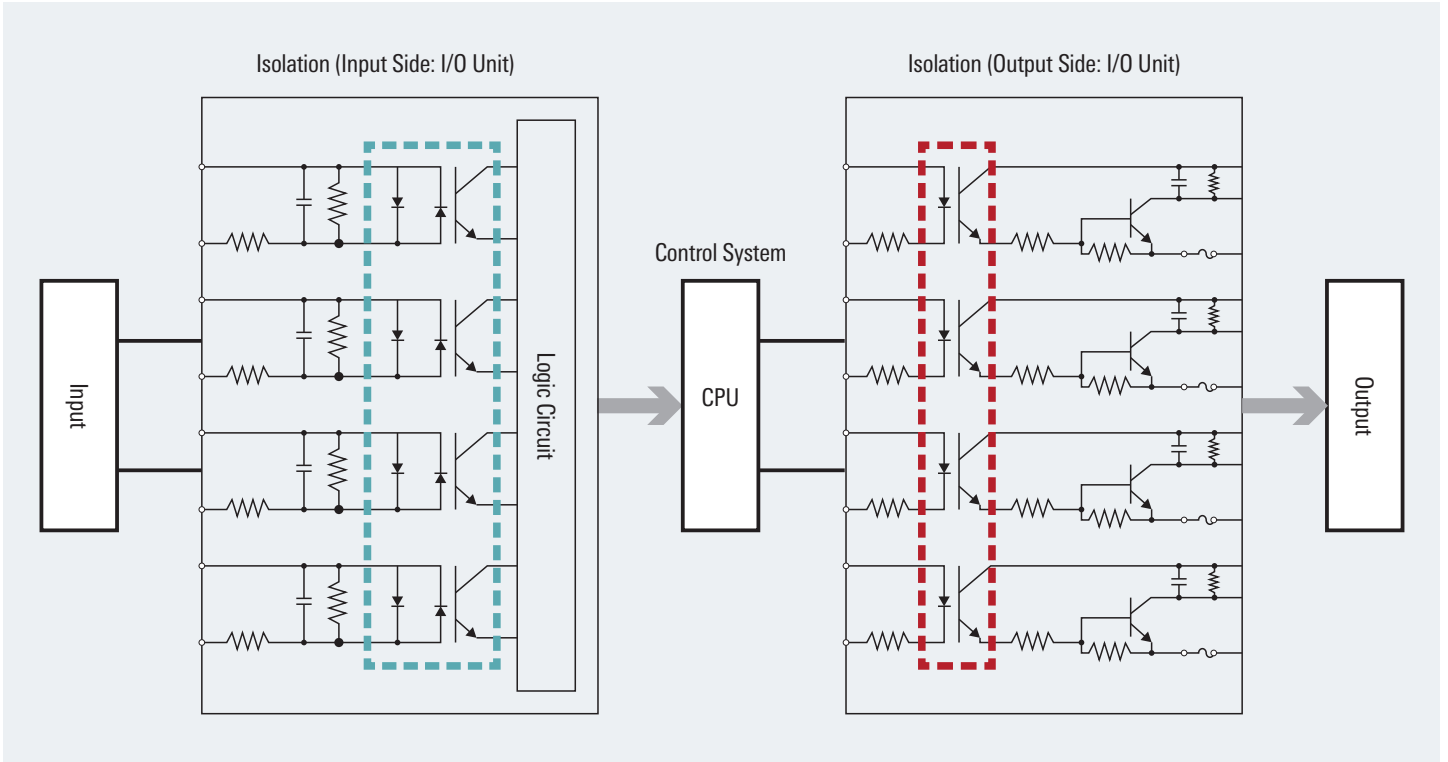 Isolation (Input Side: I/O Unit)
Isolation (Output Side: I/O Unit)
Input
Logic Circuit
Control System
CPU
Output